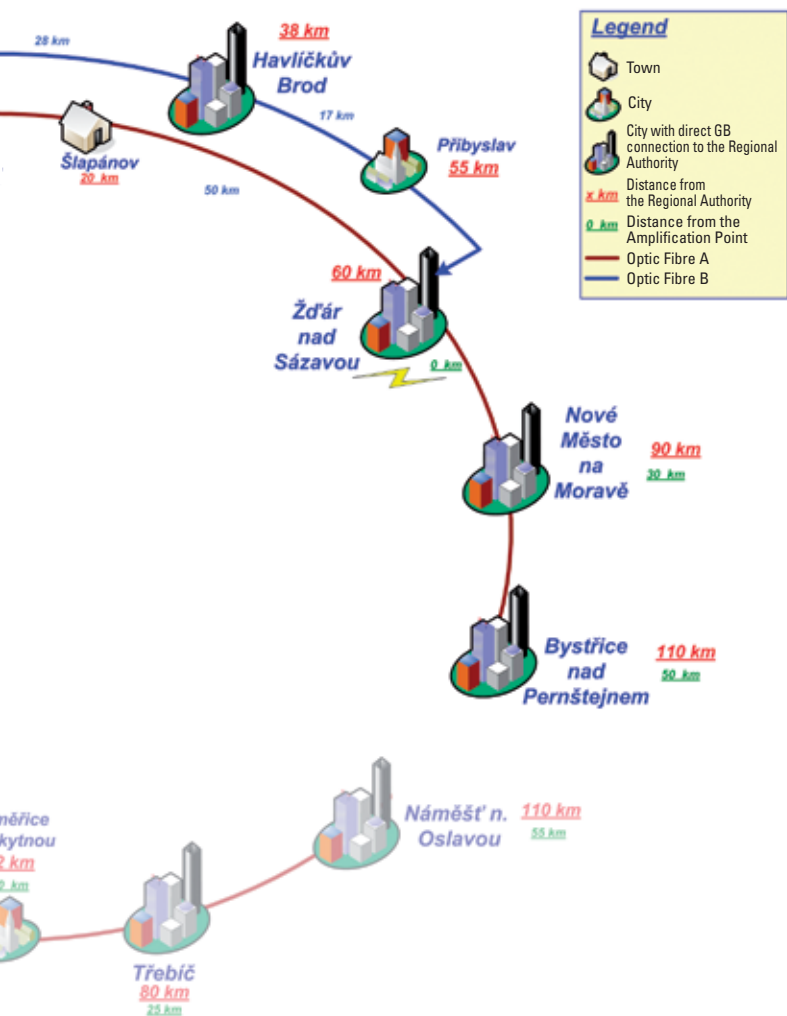 28 km
38 km
Havlíčkův
Brod
17 km
Přibyslav
55 km
Šlapánov
20 km
50 km
60 km
Žďár
nad
Sázavou
0 km
Nové
Město
na
Moravě
90 km
30 km
Bystřice
nad
Pernštejnem
110 km
50 km
Náměšť n.
Oslavou
110 km
55 km
Třebíč
80 km
25 km
Legend
Town
City
City with direct GB
connection to the Regional
Authority
x km Distance from
the Regional Authority
0 km Distance from the
Amplification Point
Optic Fibre A
Optic Fibre B